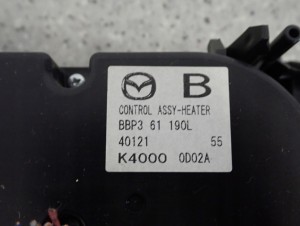 B
CONTROL ASSY-HEATER
BBP3 61 190L
40121 55
K4000 0D02A